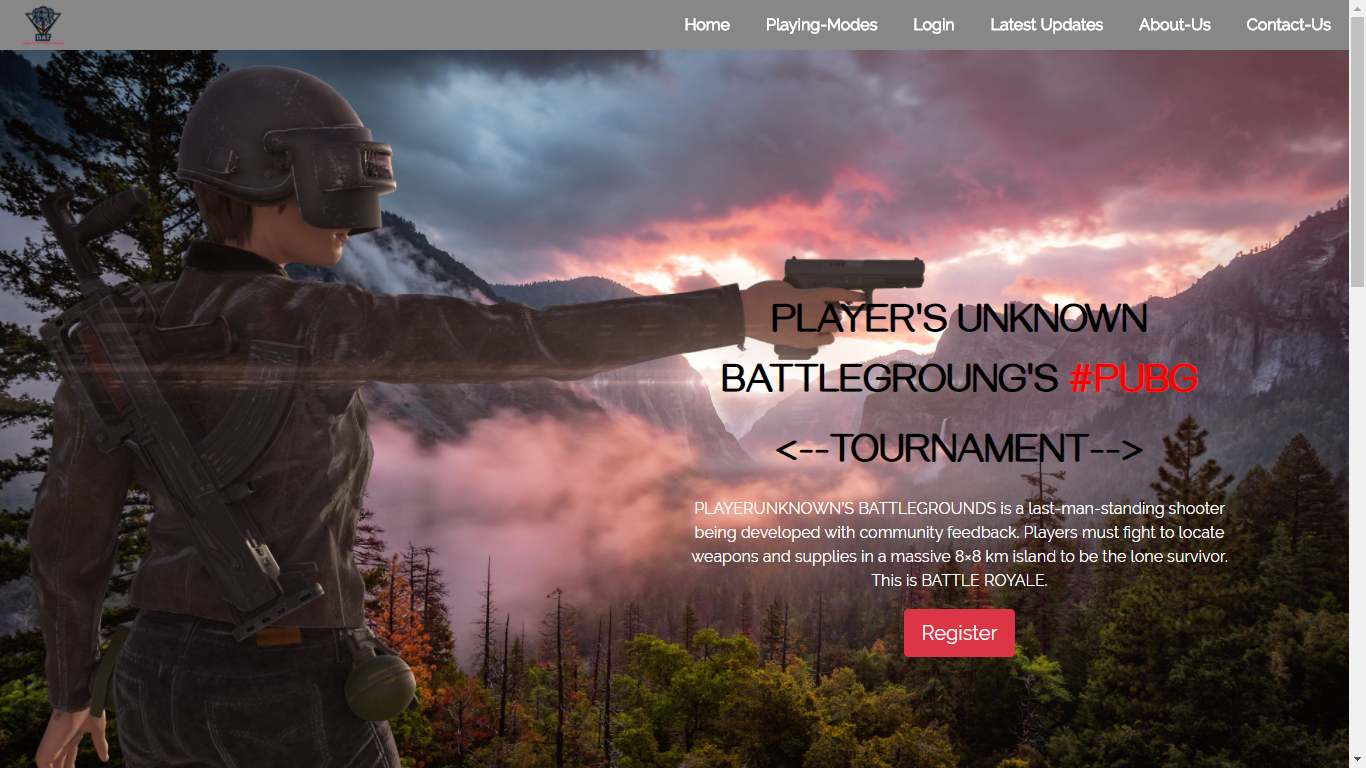 BAT
Home Playing-Modes Login Latest Updates About-Us Contact-Us
PLAYER'S UNKNOWN
BATTLEGROUNG'S #PUBG
<--TOURNAMENT-->
PLAYERUNKNOWN'S BATTLEGROUNDS is a last-man-standing shooter
being developed with community feedback. Players must fight to locate
weapons and supplies in a massive 8×8 km island to be the lone survivor.
This is BATTLE ROYALE.
Register